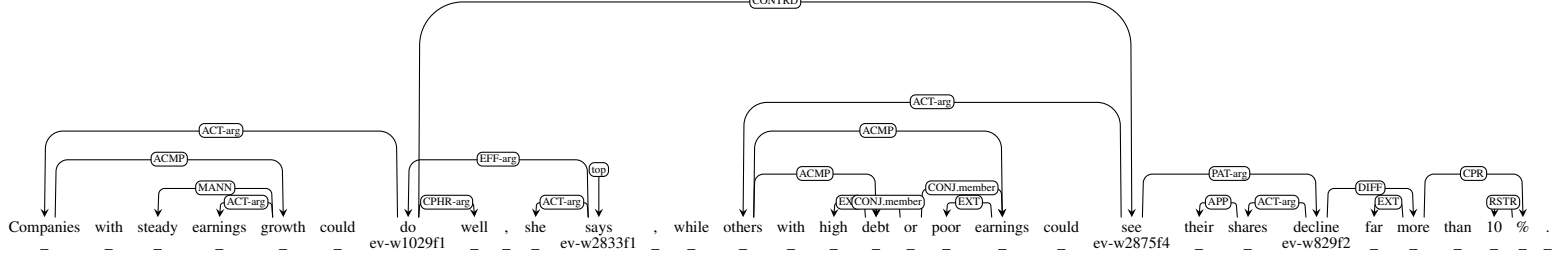 CONTRD
ACT-arg
ACT-arg ACMP
ACMP EFF-arg
top
ACMP PAT-arg CPR
MANN CONJ.member DIFF
ACT-arg CPHR-arg ACT-arg CONJ.member EXT APP ACT-arg EXT RSTR
Companies with steady earnings growth could do well , she says , while others with high debt or poor earnings could see their shares decline far more than 10 % .
_ _ _ _ _ _ ev-w1029f1 _ _ _ ev-w2833f1 _ _ _ _ _ _ _ _ _ _ ev-w2875f4 _ _ ev-w829f2 _ _ _ _ _ _